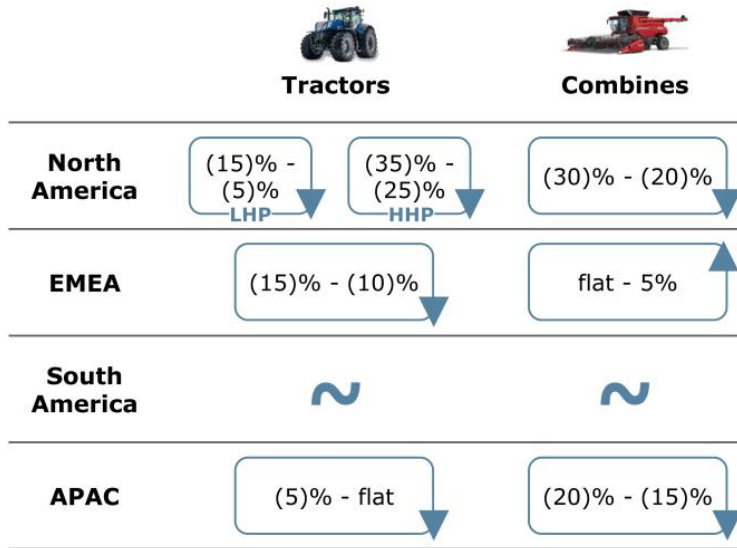 Tractors
Combines
North
America
(15)% -
(5)%
LHP
(35)% -
(25)%
HHP
(30)% - (20)%
EMEA
(15)% - (10)%
flat - 5%
South
America
~
~
APAC
(5)% - flat
(20)% - (15)%